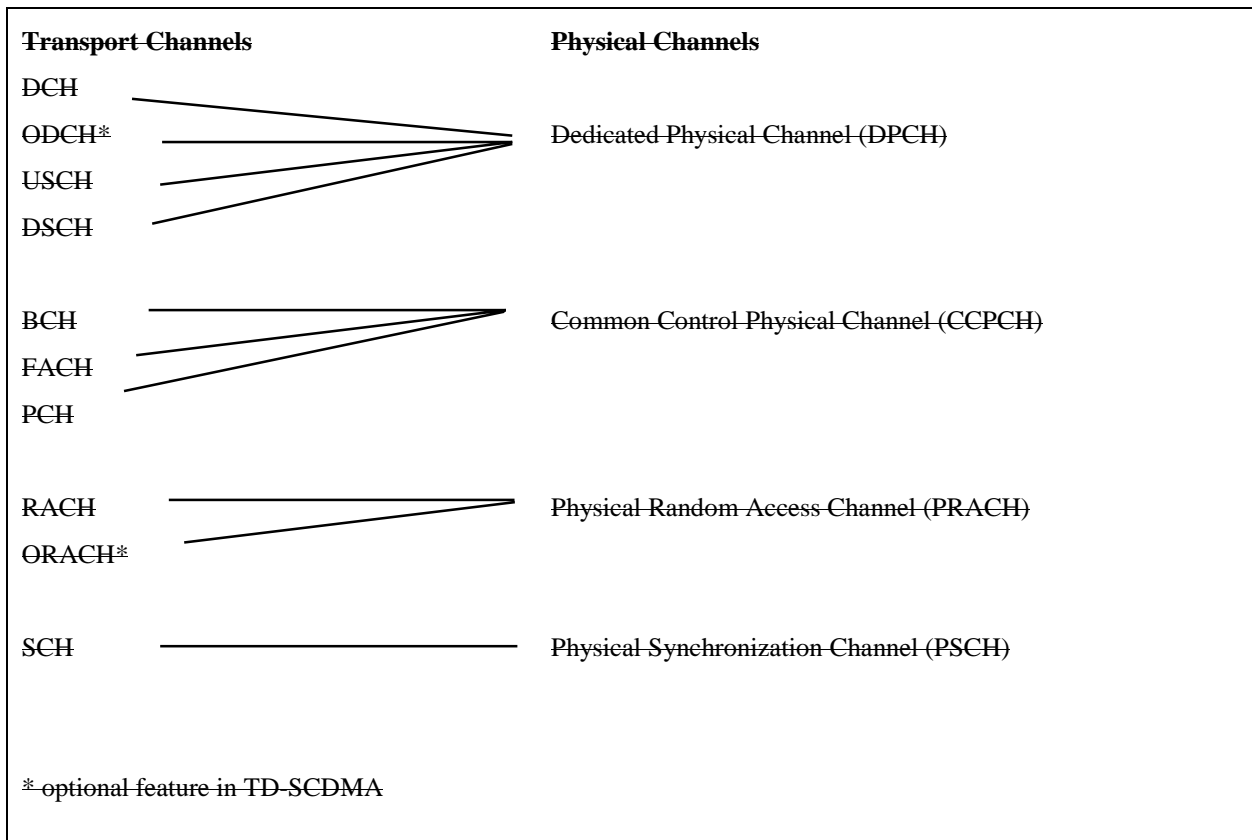 Transport Channels Physical Channels
DCH
ODCH* Dedicated Physical Channel (DPCH)
USCH
DSCH
BCH Common Control Physical Channel (CCPCH)
FACH
PCH
RACH Physical Random Access Channel (PRACH)
ORACH*
SCH Physical Synchronization Channel (PSCH)
* optional feature in TD-SCDMA